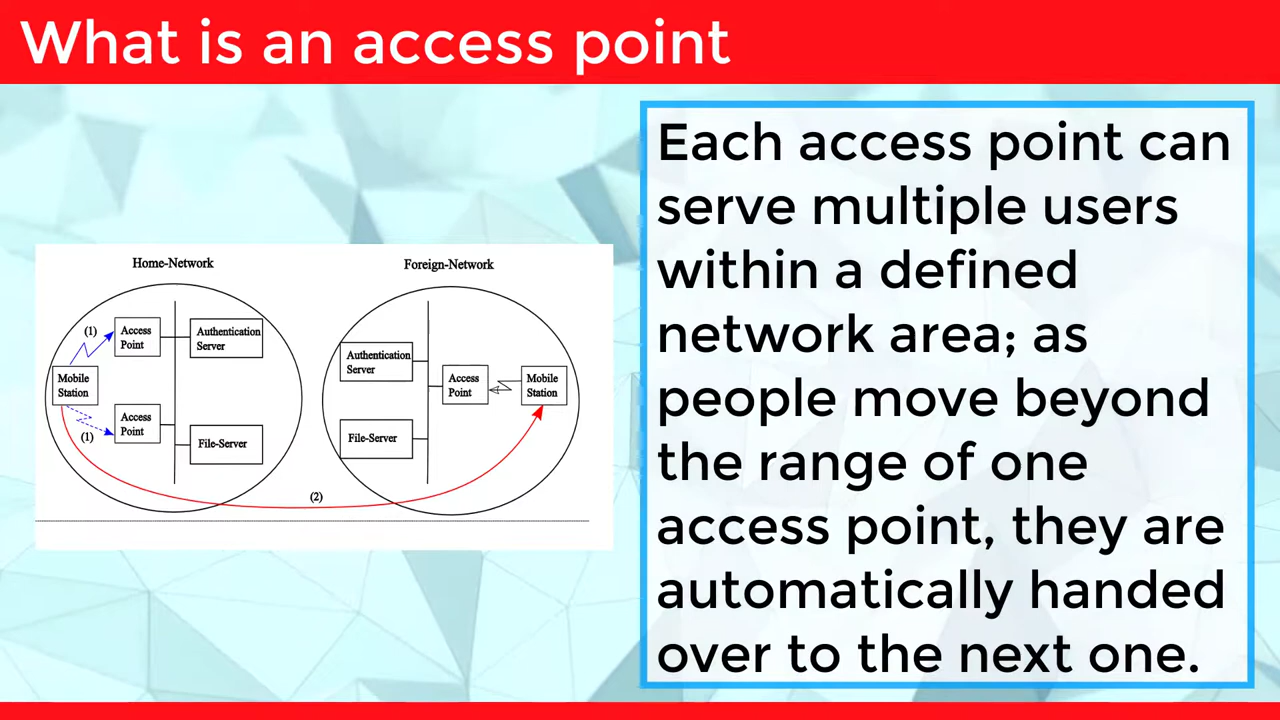 What is an access point
Home-Network
Foreign-Network
(1)
Access
Point
Authentication
Server
Mobile
Station
Access
Point
(1)
File-Server
Authentication
Server
Access
Point
Mobile
Station
File-Server
(2)
Each access point can
serve multiple users
within a defined
network area; as
people move beyond
the range of one
access point, they are
automatically handed
over to the next one.